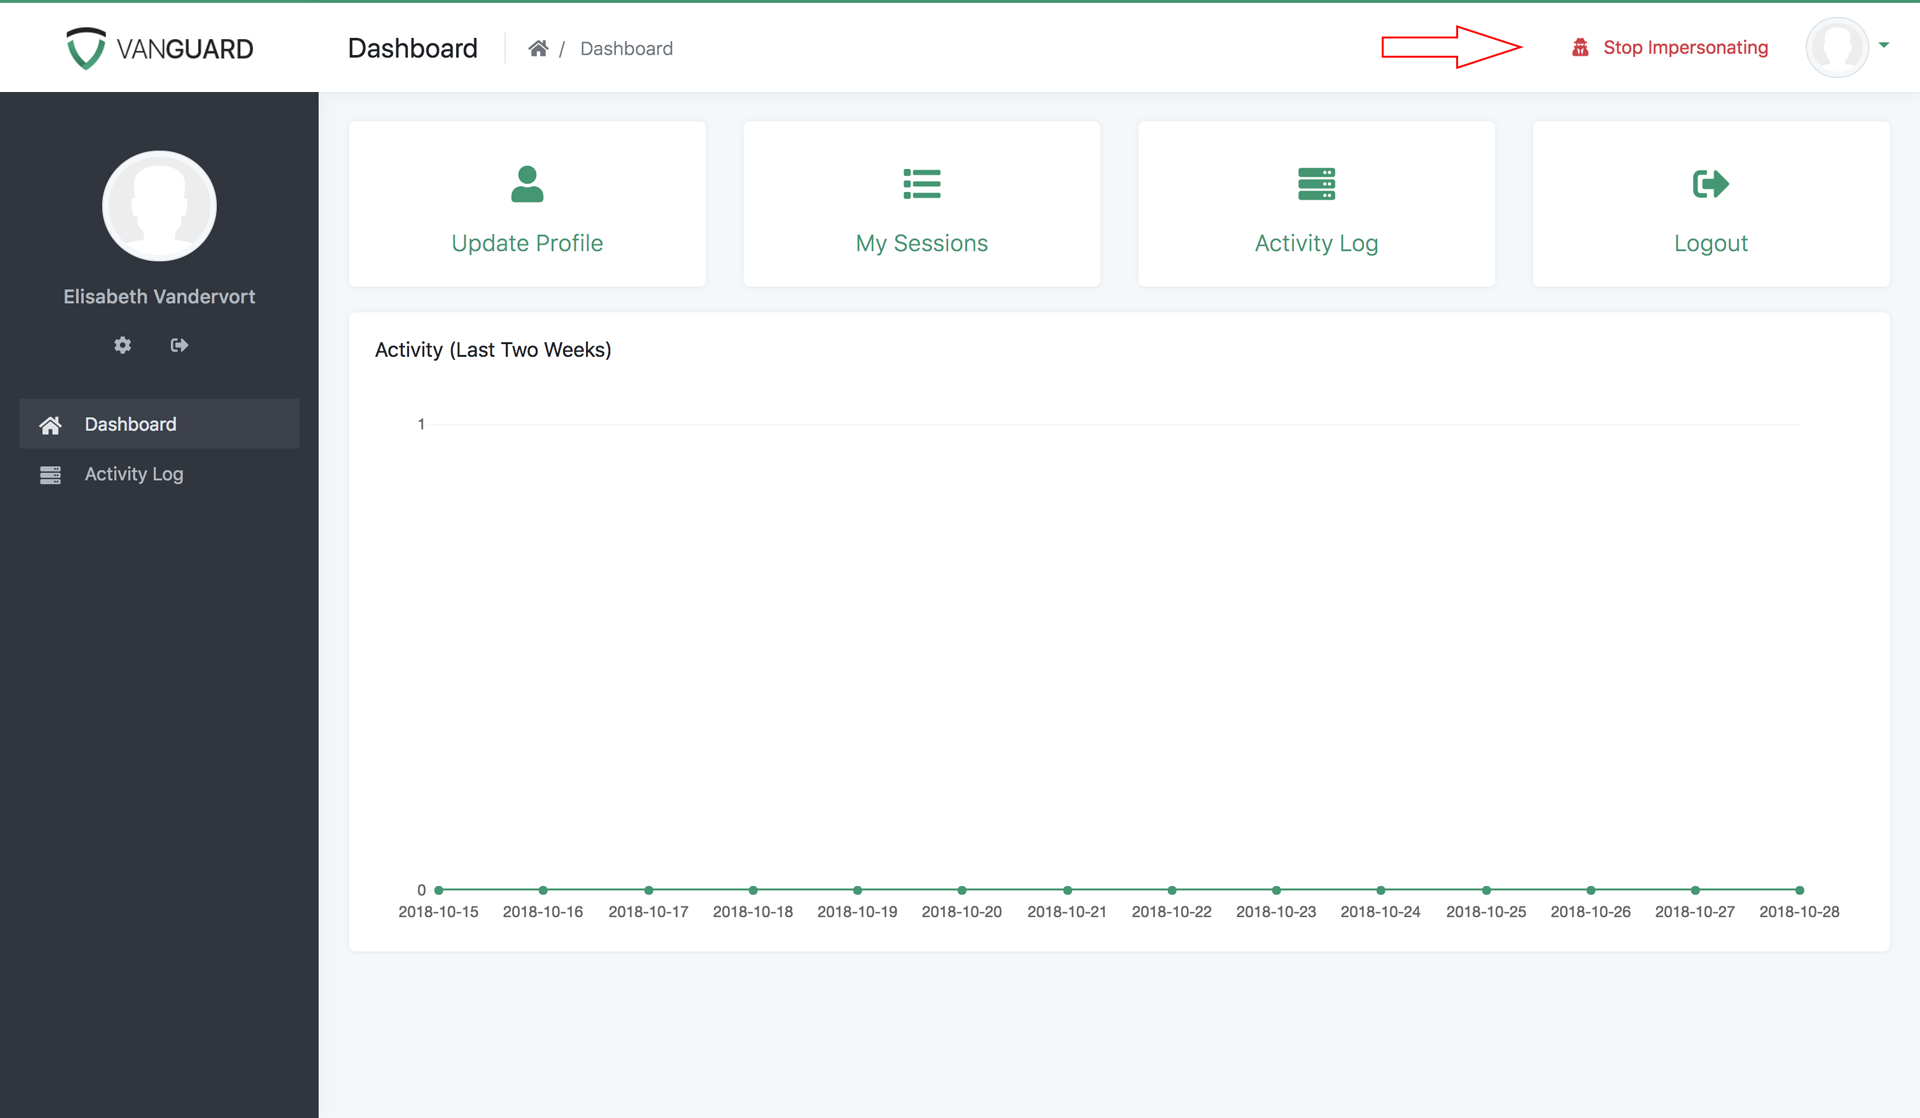 VANGUARD
Dashboard
/ Dashboard
Stop Impersonating
Elisabeth Vandervort
Dashboard
Activity Log
Update Profile
My Sessions
Activity Log
Logout
Activity (Last Two Weeks)
1
0
2018-10-15 2018-10-16 2018-10-17 2018-10-18 2018-10-19 2018-10-20 2018-10-21 2018-10-22 2018-10-23 2018-10-24 2018-10-25 2018-10-26 2018-10-27 2018-10-28